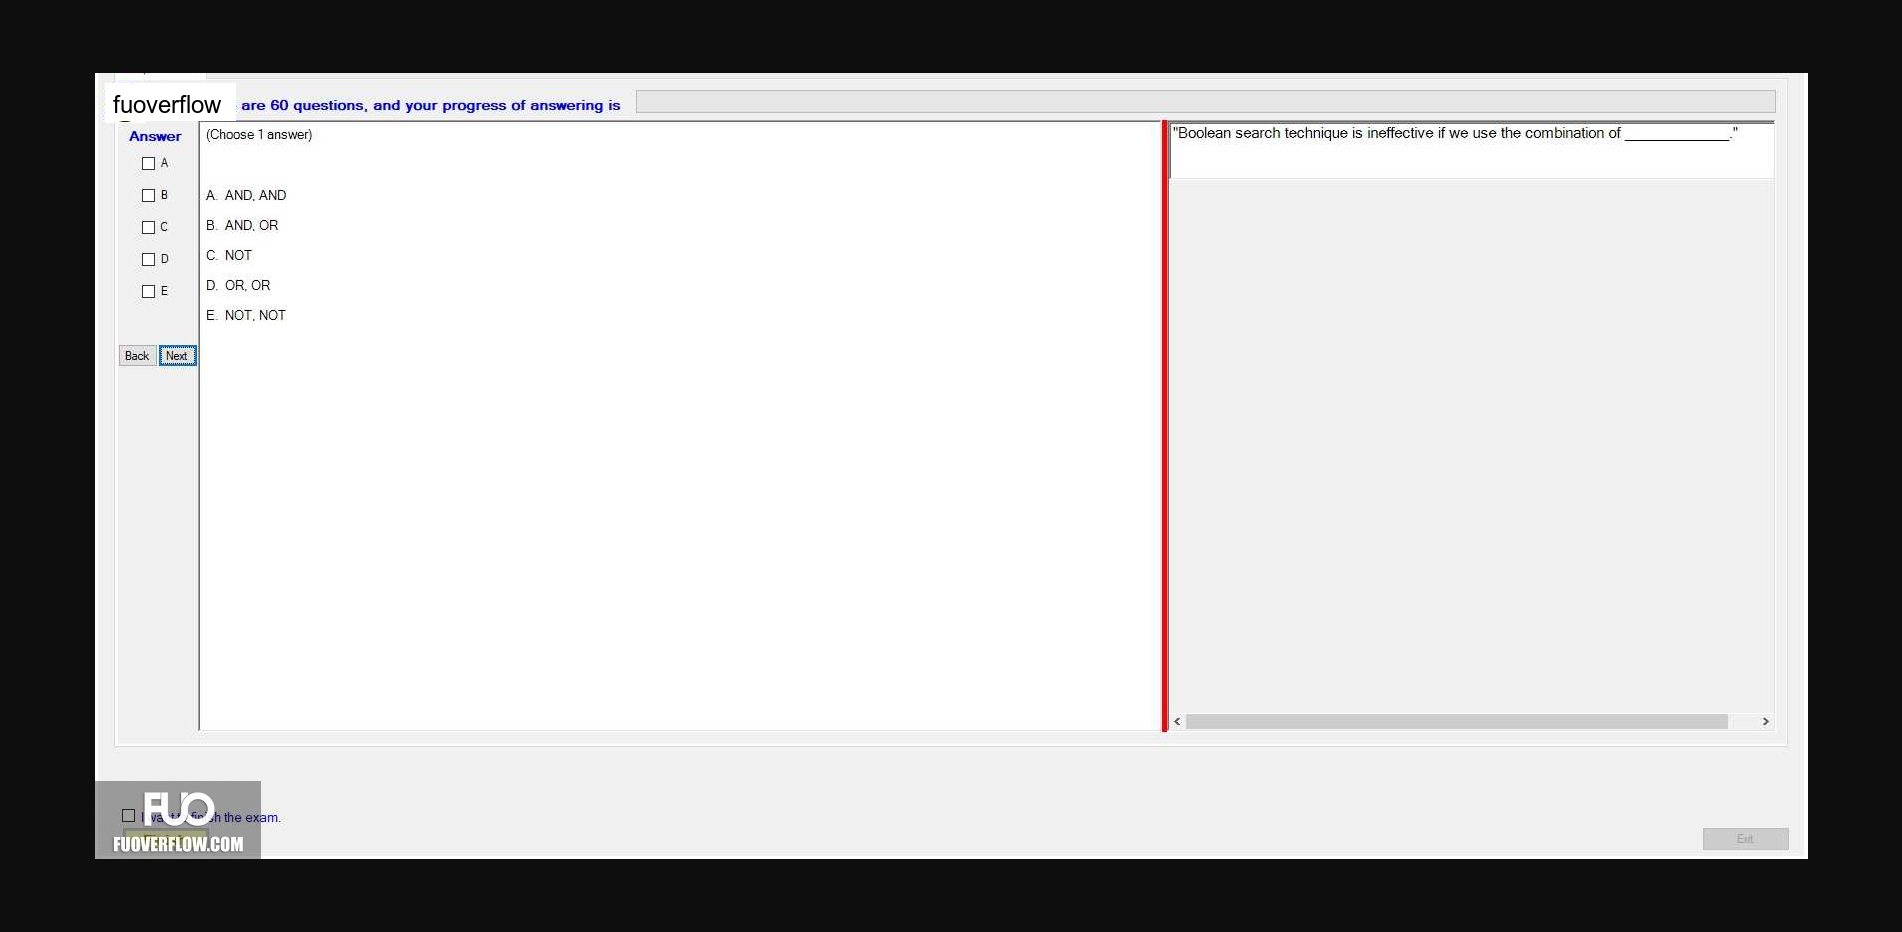 fuoverflow are 60 questions, and your progress of answering is
Answer
(Choose 1 answer)
"Boolean search technique is ineffective if we use the combination of _____________."
A
B
C
D
E
A. AND, AND
B. AND, OR
C. NOT
D. OR, OR
E. NOT, NOT
Back Next
FUO
the exam.
FUOVERFLOW.COM
Exit